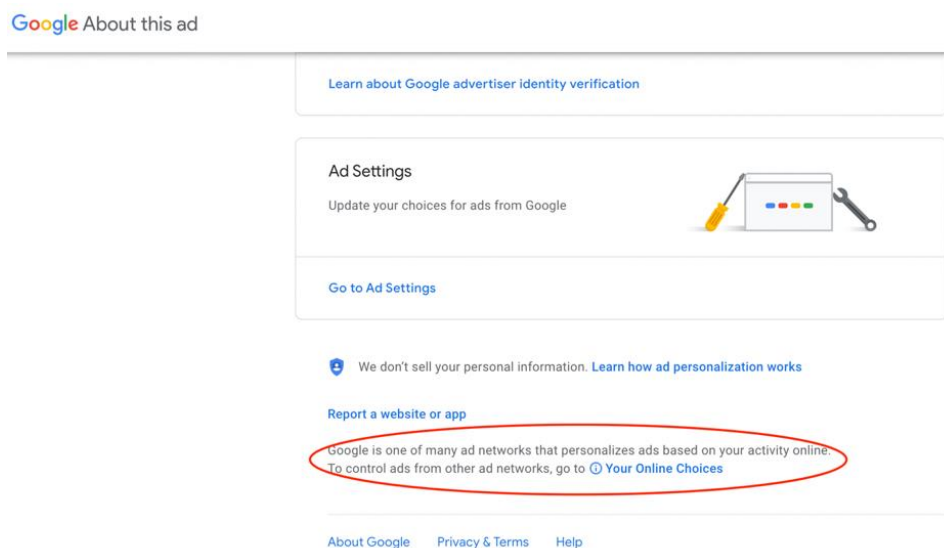 Google About this ad
Learn about Google advertiser identity verification
Ad Settings
Update your choices for ads from Google
Go to Ad Settings
We don't sell your personal information. Learn how ad personalization works
Report a website or app
Google is one of many ad networks that personalizes ads based on your activity online.
To control ads from other ad networks, go to Your Online Choices
About Google Privacy & Terms Help